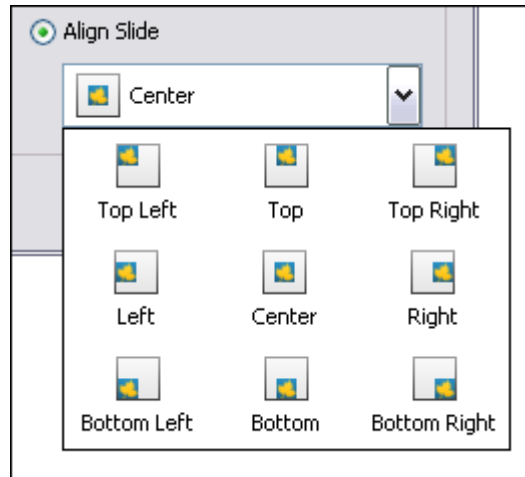 Align Slide
Center
Top Left Top Top Right
Left Center Right
Bottom Left Bottom Bottom Right